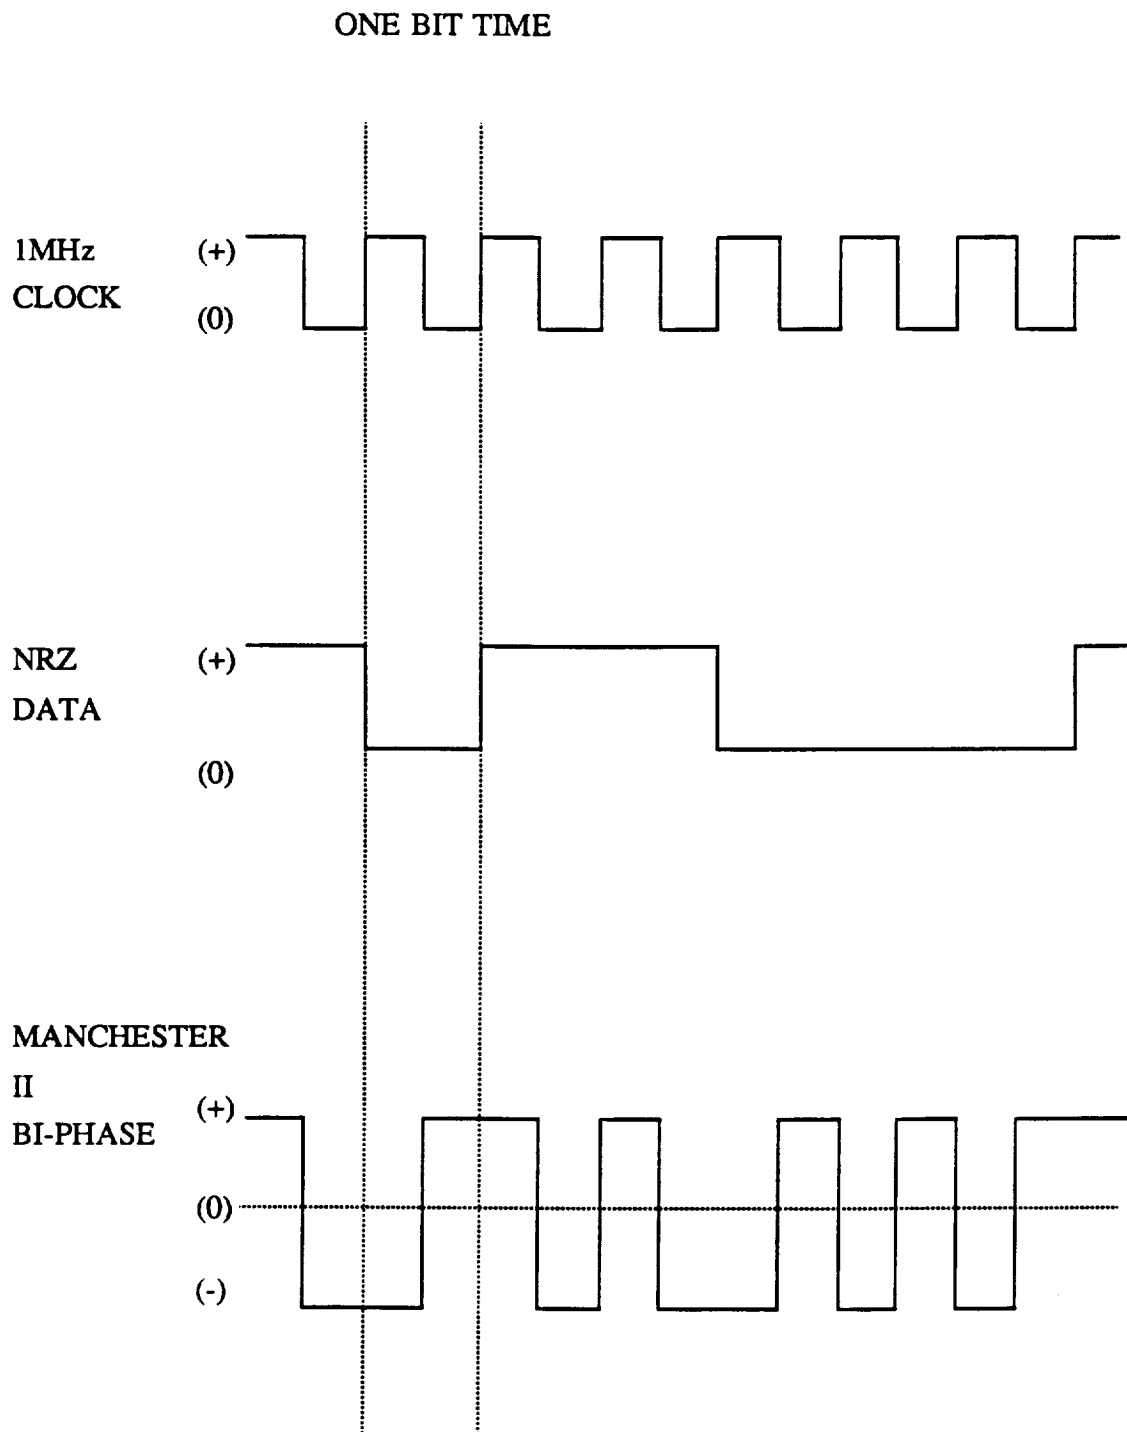 ONE BIT TIME
1MHz (+)
CLOCK
(0)
NRZ (+)
DATA
(0)
MANCHESTER
II
(+)
BI-PHASE
(0)
(-)